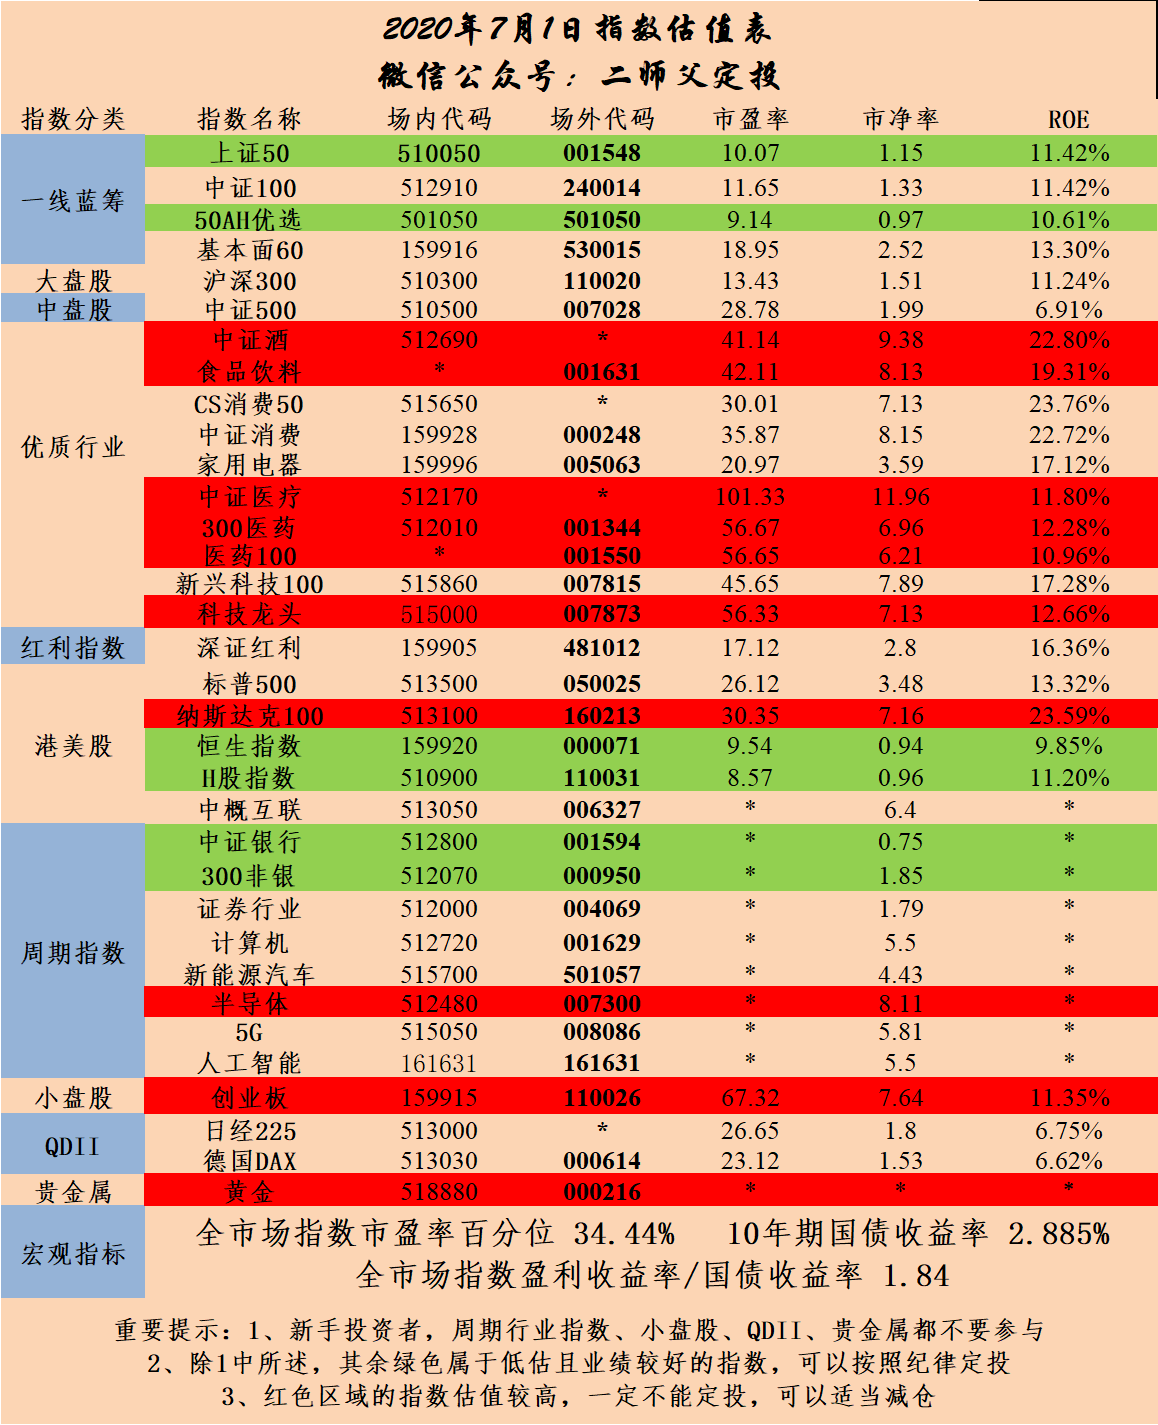 2020年7月1日指数估值表
微信公众号：二师父定投
指数分类 指数名称 场内代码 场外代码 市盈率 市净率 ROE
一线蓝筹
上证50 510050 001548 10.07 1.15 11.42%
中证100 512910 240014 11.65 1.33 11.42%
50AH优选 501050 501050 9.14 0.97 10.61%
基本面60 159916 530015 18.95 2.52 13.30%
大盘股 沪深300 510300 110020 13.43 1.51 11.24%
中盘股 中证500 510500 007028 28.78 1.99 6.91%
优质行业
中证酒 512690 * 41.14 9.38 22.80%
食品饮料 * 001631 42.11 8.13 19.31%
CS消费50 515650 * 30.01 7.13 23.76%
中证消费 159928 000248 35.87 8.15 22.72%
家用电器 159996 005063 20.97 3.59 17.12%
中证医疗 512170 * 101.33 11.96 11.80%
300医药 512010 001344 56.67 6.96 12.28%
医药100 * 001550 56.65 6.21 10.96%
新兴科技100 515860 007815 45.65 7.89 17.28%
科技龙头 515000 007873 56.33 7.13 12.66%
红利指数 深证红利 159905 481012 17.12 2.8 16.36%
港美股
标普500 513500 050025 26.12 3.48 13.32%
纳斯达克100 513100 160213 30.35 7.16 23.59%
恒生指数 159920 000071 9.54 0.94 9.85%
H股指数 510900 110031 8.57 0.96 11.20%
中概互联 513050 006327 * 6.4 *
周期指数
中证银行 512800 001594 * 0.75 *
300非银 512070 000950 * 1.85 *
证券行业 512000 004069 * 1.79 *
计算机 512720 001629 * 5.5 *
新能源汽车 515700 501057 * 4.43 *
半导体 512480 007300 * 8.11 *
5G 515050 008086 * 5.81 *
人工智能 161631 161631 * 5.5 *
小盘股 创业板 159915 110026 67.32 7.64 11.35%
QDII
日经225 513000 * 26.65 1.8 6.75%
德国DAX 513030 000614 23.12 1.53 6.62%
贵金属 黄金 518880 000216 * * *
宏观指标
全市场指数市盈率百分位 34.44% 10年期国债收益率 2.885%
全市场指数盈利收益率/国债收益率 1.84
重要提示：1、新手投资者，周期行业指数、小盘股、QDII、贵金属都不要参与
2、除1中所述，其余绿色属于低估且业绩较好的指数，可以按照纪律定投
3、红色区域的指数估值较高，一定不能定投，可以适当减仓